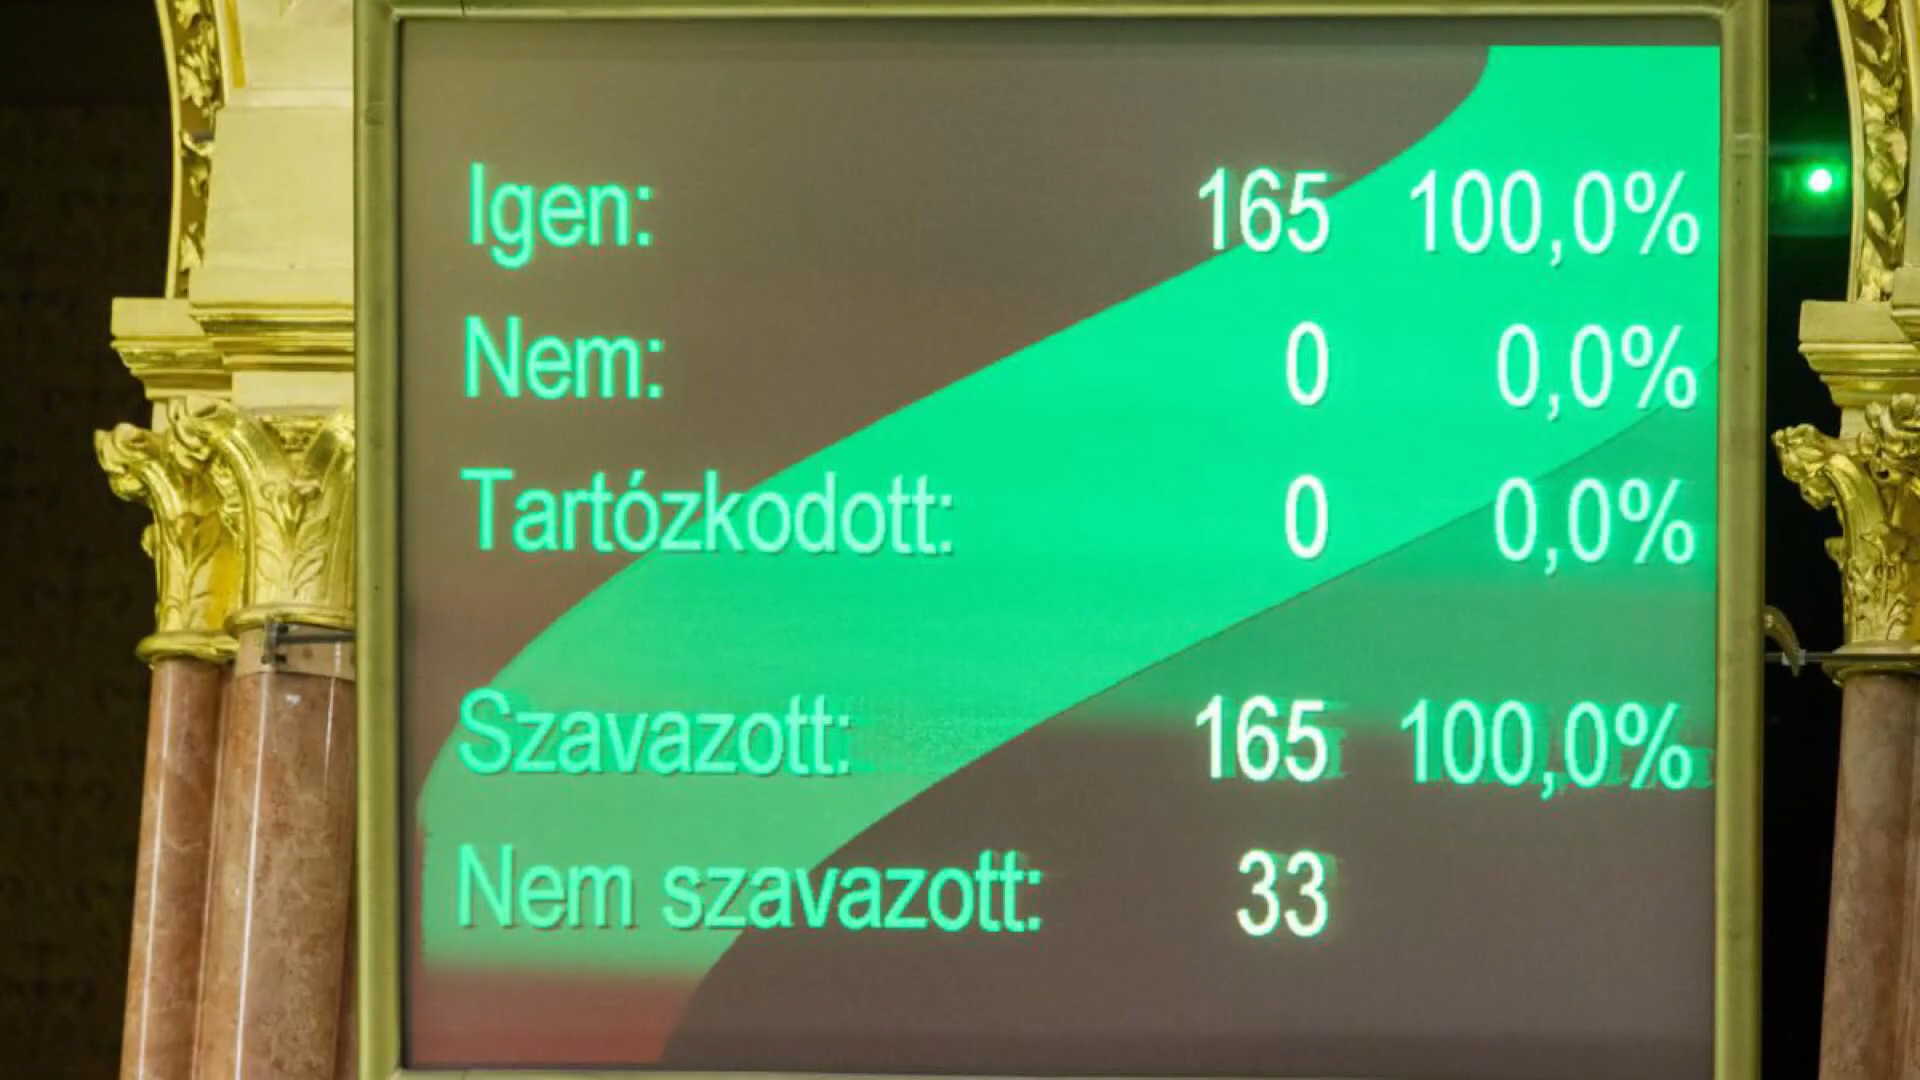 Igen: 165 100,0%
Nem: 0 0,0%
Tartózkodott: 0 0,0%
Szavazott: 165 100,0%
Nem szavazott: 33